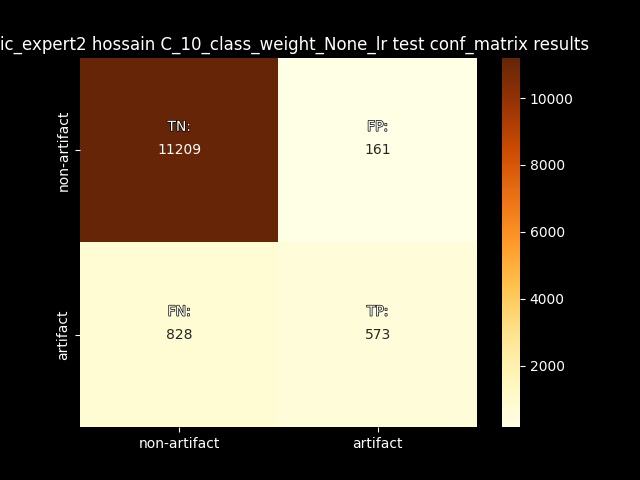 ic_expert2 hossain C_10_class_weight_None_lr test conf_matrix results
non-artifact
TN:
11209
FP:
161
artifact
FN:
828
TP:
573
non-artifact
artifact
10000
8000
6000
4000
2000